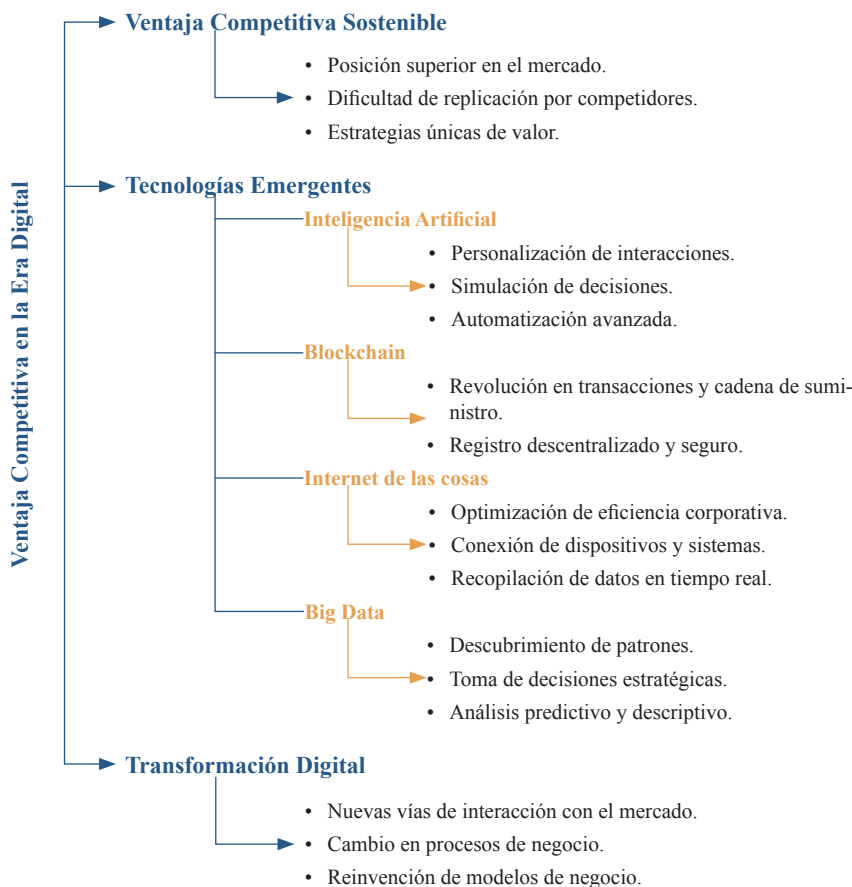 Ventaja Competitiva en la Era Digital
Ventaja Competitiva Sostenible
• Posición superior en el mercado.
• Dificultad de replicación por competidores.
• Estrategias únicas de valor.
Tecnologías Emergentes
Inteligencia Artificial
• Personalización de interacciones.
• Simulación de decisiones.
• Automatización avanzada.
Blockchain
• Revolución en transacciones y cadena de sumi-
nistro.
• Registro descentralizado y seguro.
Internet de las cosas
• Optimización de eficiencia corporativa.
• Conexión de dispositivos y sistemas.
• Recopilación de datos en tiempo real.
Big Data
• Descubrimiento de patrones.
• Toma de decisiones estratégicas.
• Análisis predictivo y descriptivo.
Transformación Digital
• Nuevas vías de interacción con el mercado.
• Cambio en procesos de negocio.
• Reinvención de modelos de negocio.